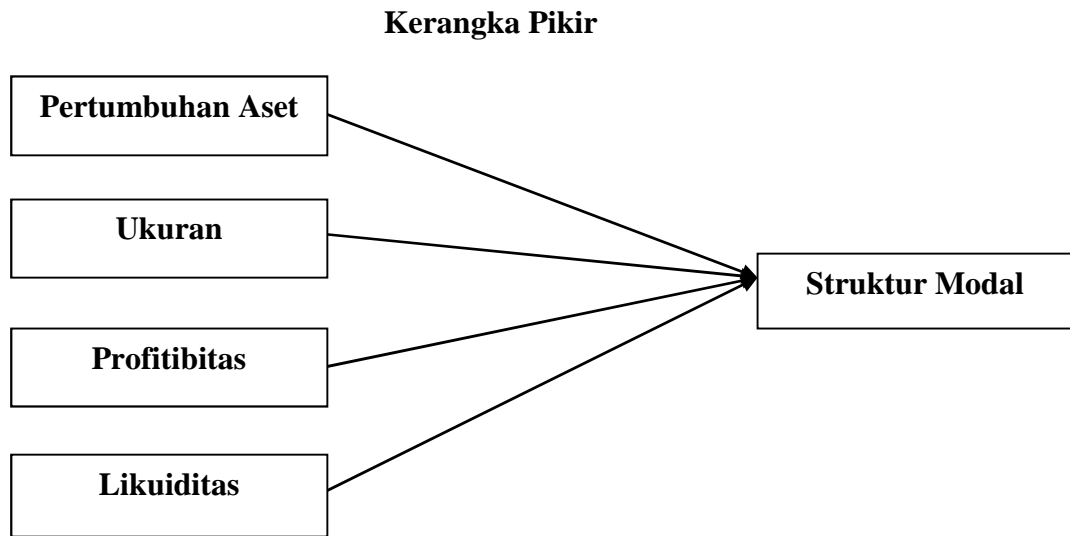 Kerangka Pikir
Pertumbuhan Aset
Ukuran
Struktur Modal
Profitibitas
Likuiditas